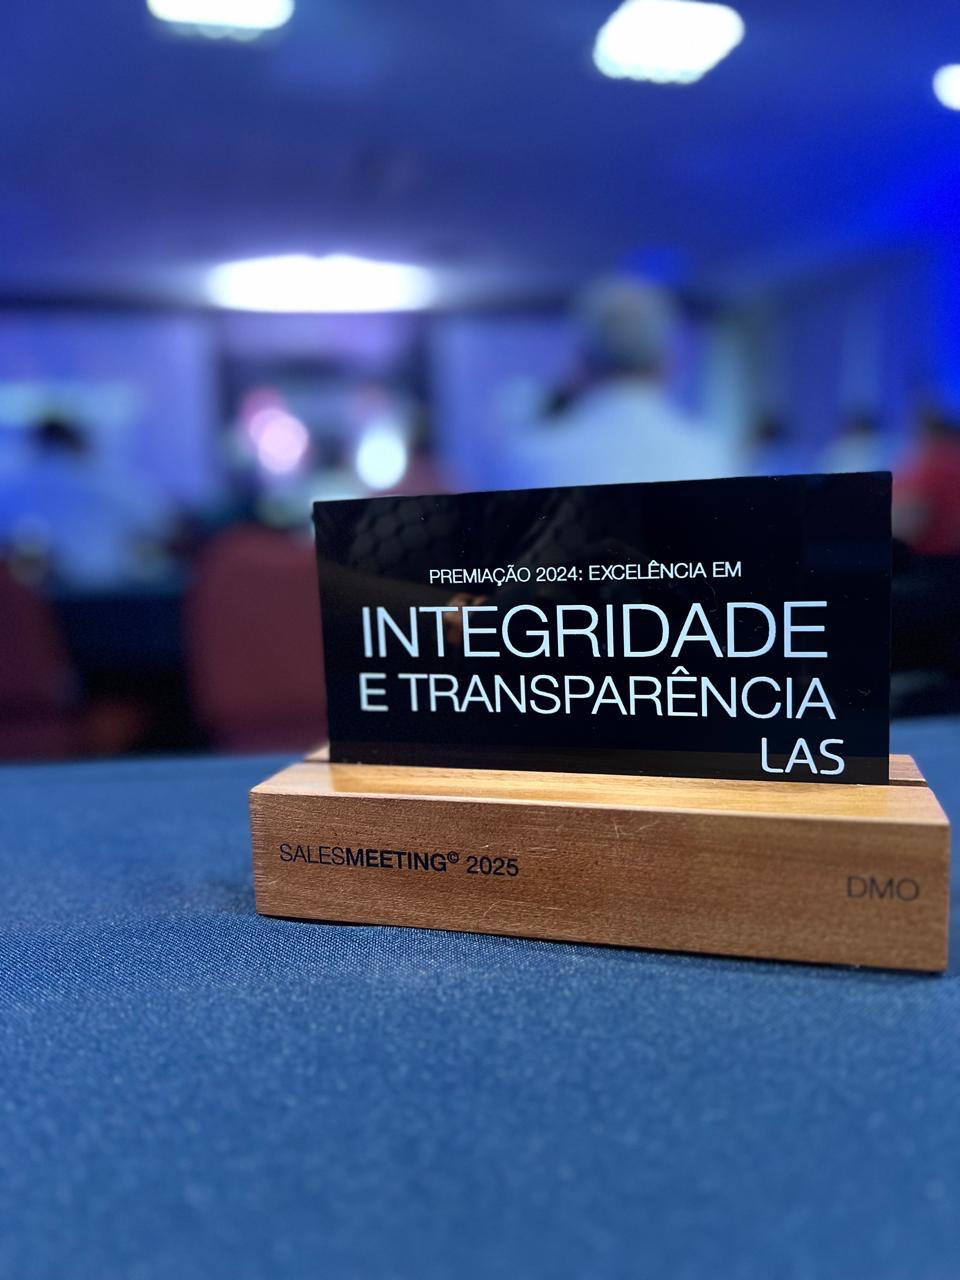 PREMIAÇÃO 2024: EXCELÊNCIA EM
INTEGRIDADE
E TRANSPARÊNCIA
LAS
SALESMEETING© 2025
DMO